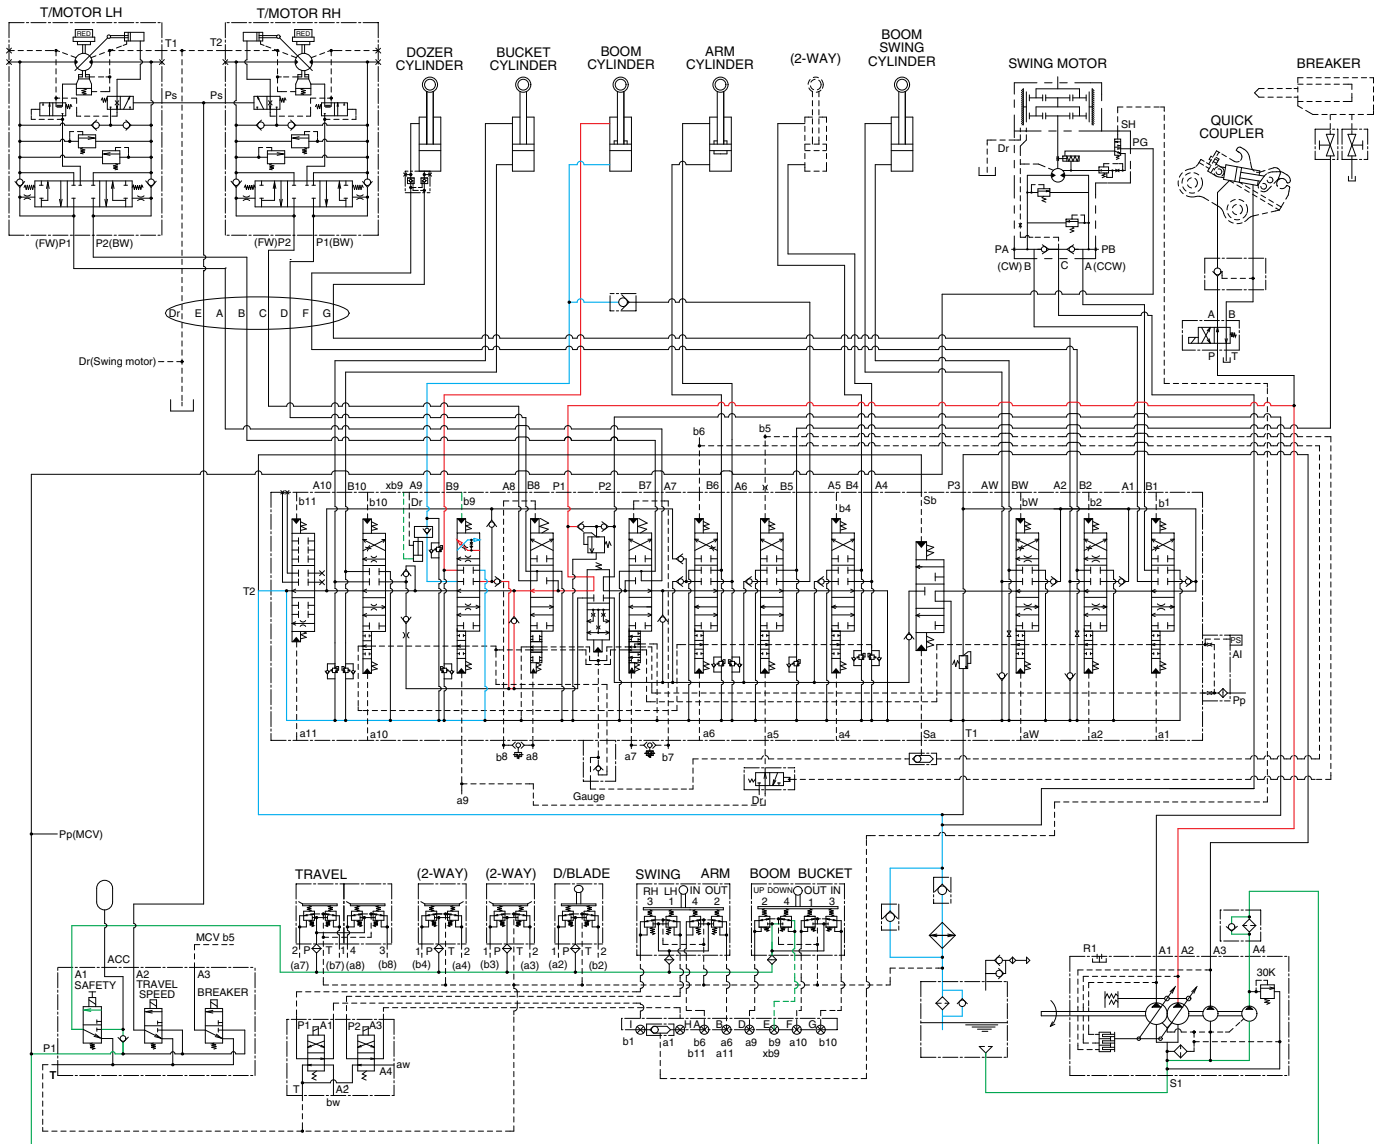 T/MOTOR LH
T/MOTOR RH
RED
RED
T1
T2
Ps
Ps
(FW)P1
P2(BW)
(FW)P2
P1(BW)
DOZER
CYLINDER
BUCKET
CYLINDER
BOOM
CYLINDER
ARM
CYLINDER
(2-WAY)
BOOM
SWING
CYLINDER
SWING MOTOR
SH
PG
Dr
PA
PB
(CW) B
C
A (CCW)
BREAKER
QUICK
COUPLER
A
B
P
T
Dr E A B C D F G
Dr(Swing motor)
b6
b5
A10 B10 xb9 A9 B9 A8 B8 P1 P2 B7 A7 B6 A6 B5 A5 B4 A4 P3 AW BW A2 B2 A1 B1
b11 b10 Dr b9 b4 Sb bW b2 b1
T2
PS
AI
Pp
a11 a10 b8 a8 a7 b7 a6 a5 a4 Sa T1 aW a2 a1
a9
Gauge
Dr
Pp(MCV)
TRAVEL
(2-WAY)
(2-WAY)
D/BLADE
SWING
ARM
BOOM
BUCKET
RH LH IN OUT
3 1 4 2
UP DOWN OUT IN
2 4 1 3
2 P T 1 4 3
(a7) (b7) (a8) (b8)
1 P T 2
(b4) (a4)
1 P T 2
(b3) (a3)
1 P T 2
(a2) (b2)
MCV b5
ACC
A1
SAFETY
A2
TRAVEL
SPEED
A3
BREAKER
P1
T
P1 A1 P2 A3
A4
aw
T
A2
bw
I H A B D E F G
b1 a1 b6 a6 a9 b9 a10 b10
b11 a11 xb9
R1
A1 A2 A3 A4
30K
S1